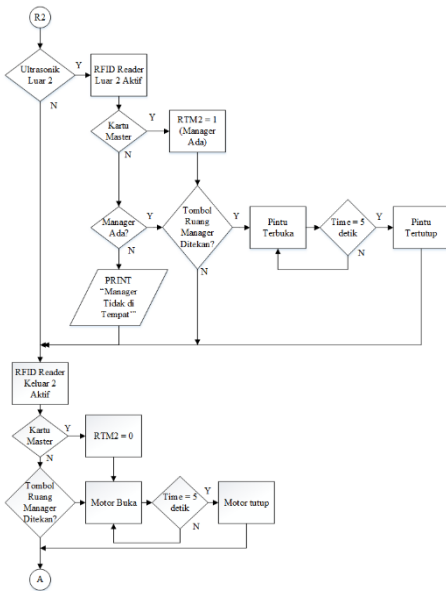 R2
Ultrasonik
Luar 2
Y
N
RFID Reader
Luar 2 Aktif
Kartu
Master
Y
N
RTM2 = 1
(Manager
Ada)
Manager
Ada?
Y
N
Tombol
Ruang
Manager
Ditekan?
Y
N
Pintu
Terbuka
Time = 5
detik
Y
N
Pintu
Tertutup
PRINT
“Manager
Tidak di
Tempat”
RFID Reader
Keluar 2
Aktif
Kartu
Master
Y
N
RTM2 = 0
Tombol
Ruang
Manager
Ditekan?
Motor Buka
Time = 5
detik
Y
N
Motor tutup
A